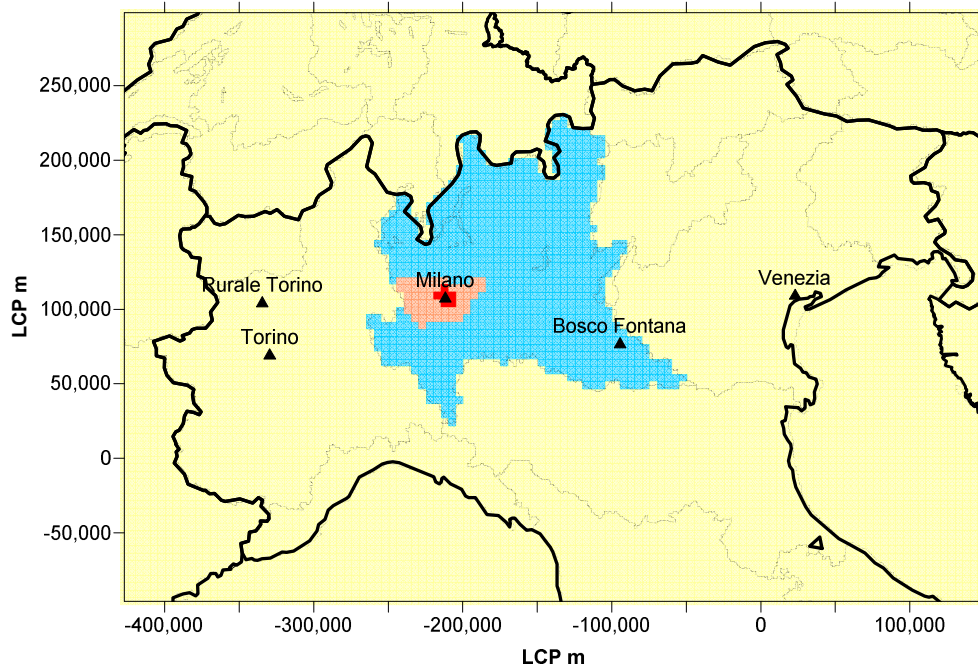 250,000
200,000
150,000
100,000
50,000
0
-50,000
LCP m
Milano
Rurale Torino
Torino
Venezia
Bosco Fontana
-400,000
-300,000
-200,000
-100,000
0
100,000
LCP m